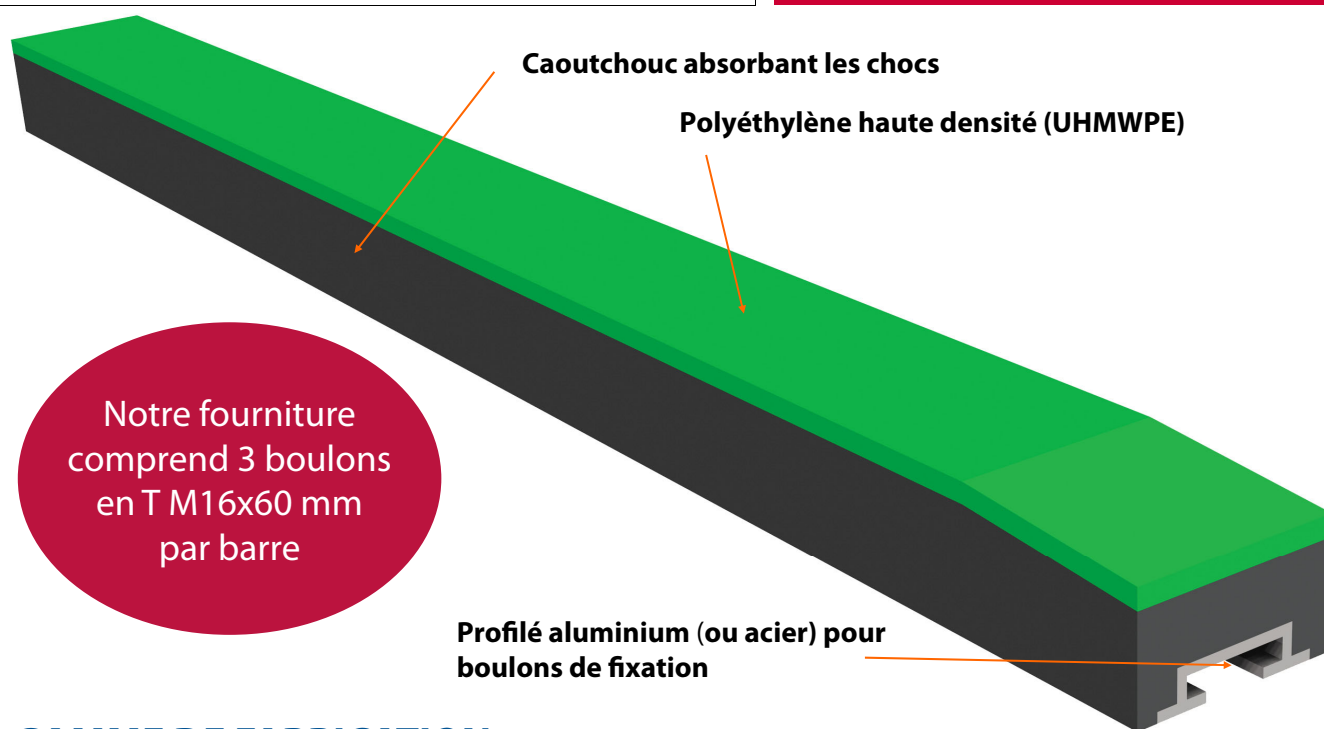 Caoutchouc absorbant les chocs
Polyéthylène haute densité (UHMWPE)
Notre fourniture
comprend 3 boulons
en T M16x60 mm
par barre
Profilé aluminium (ou acier) pour
boulons de fixation